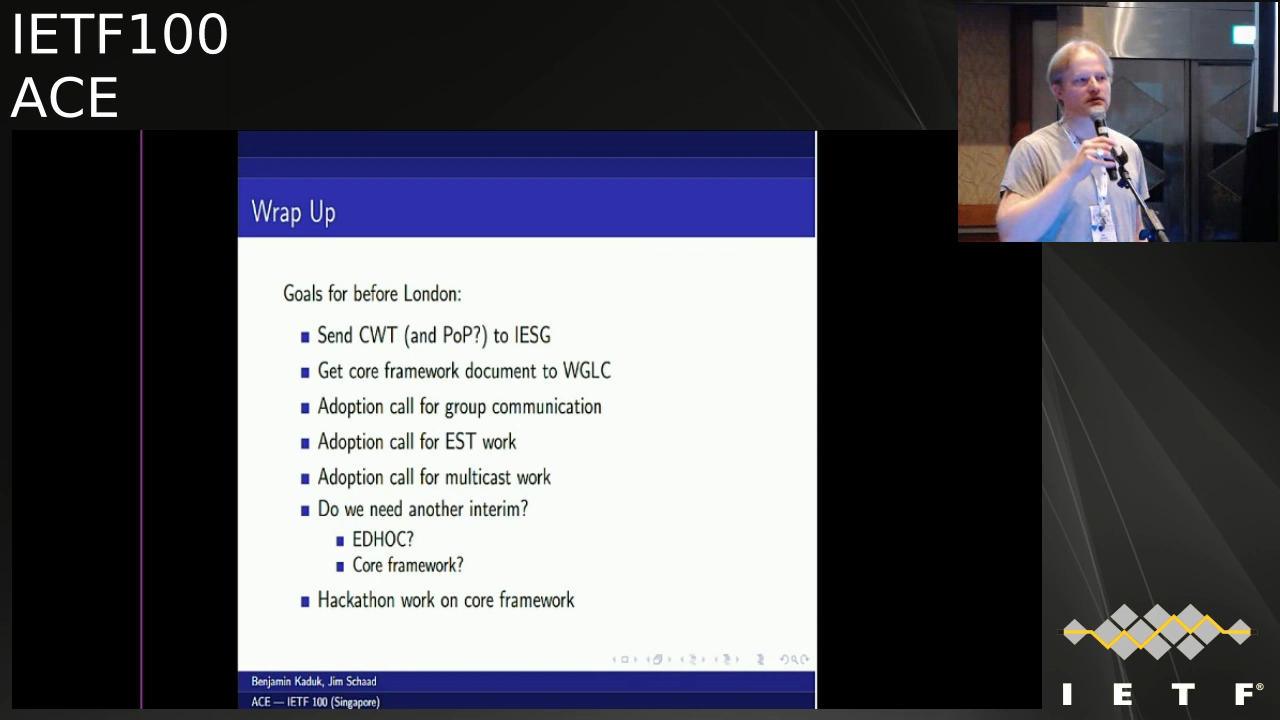 IETF100
ACE
Wrap Up
Goals for before London:
Send CWT (and PoP?) to IESG
Get core framework document to WGLC
Adoption call for group communication
Adoption call for EST work
Adoption call for multicast work
Do we need another interim?
EDHOC?
Core framework?
Hackathon work on core framework
Benjamin Kaduk, Jim Schaad
ACE — IETF 100 (Singapore)
I E T F®